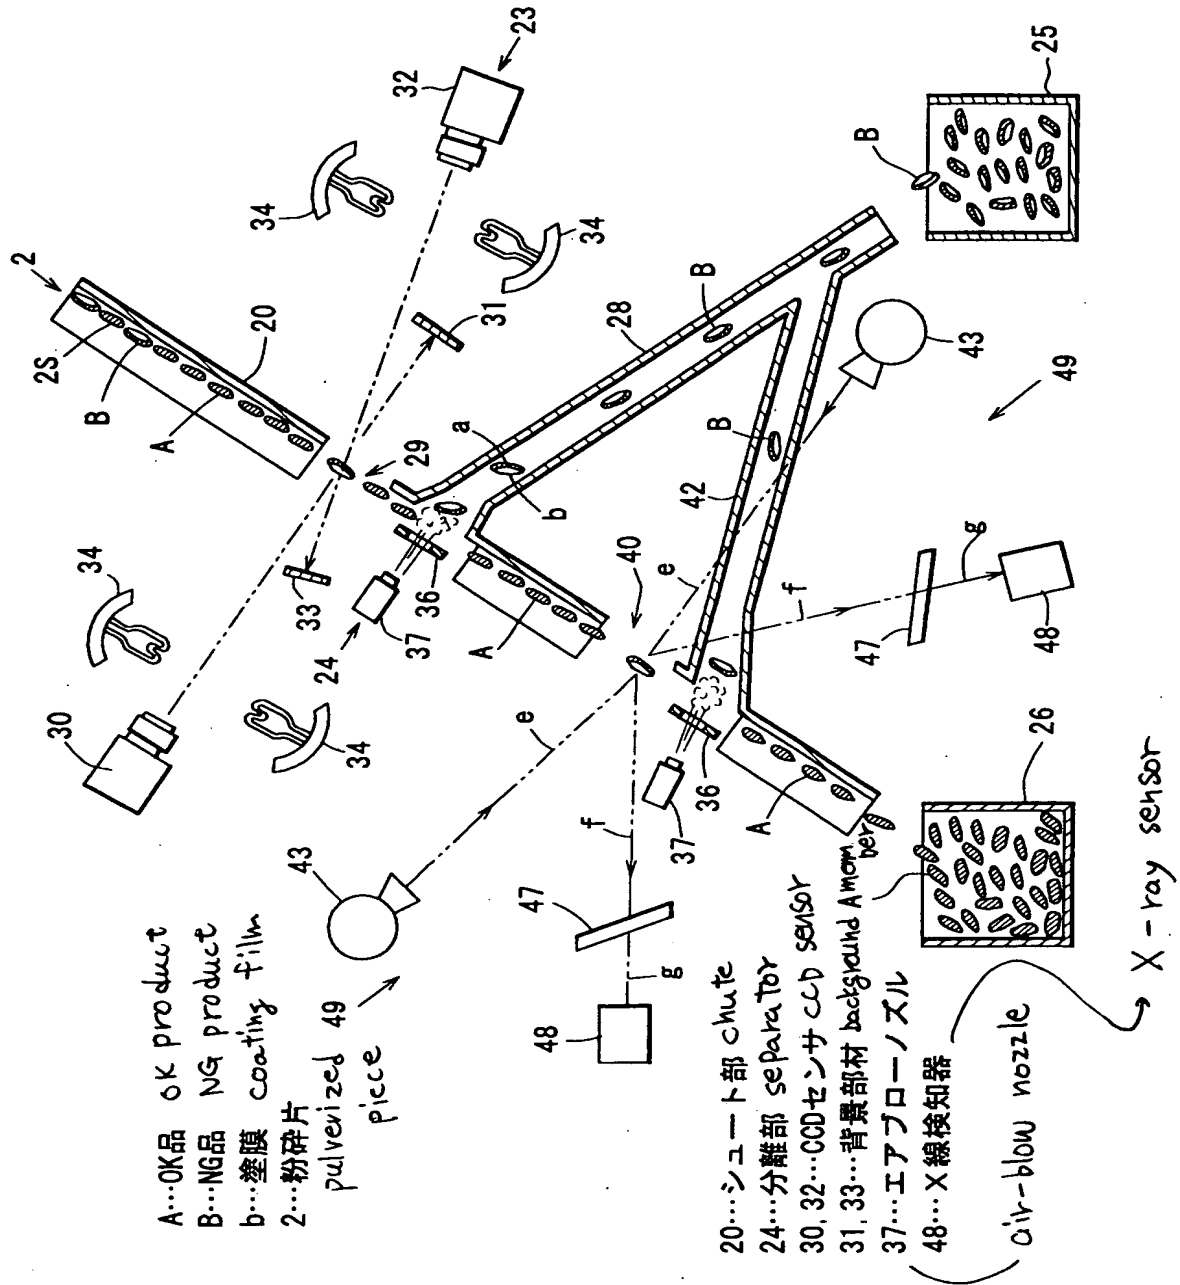 A…OK品 OK product
B…NG品 NG product
b…塗膜 coating film
2…粉砕片
pulverized
piece
20…シュート部 chute
24…分離部 separator
30,32…CCDセンサ CCD sensor
31,33…背景部材 background member
37…エアブローノズル
48…X線検知器
air-blow nozzle
X-ray sensor
2
2S
B
A
20
30
34
34
33
24
37
36
29
23
32
34
34
31
28
a
b
B
A
40
42
B
43
49
e
e
43
49
f
47
g
48
37
36
A
f
47
g
48
49
A
26
B
25